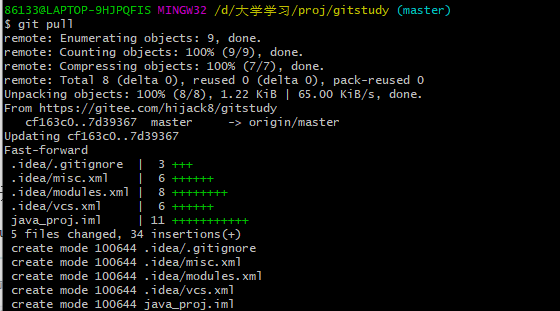 86133@LAPTOP-9HJPQFIS MINGW32 /d/大学学习/proj/gitstudy (master)
$ git pull
remote: Enumerating objects: 9, done.
remote: Counting objects: 100% (9/9), done.
remote: Compressing objects: 100% (7/7), done.
remote: Total 8 (delta 0), reused 0 (delta 0), pack-reused 0
Unpacking objects: 100% (8/8), 1.22 KiB | 65.00 KiB/s, done.
From https://gitee.com/hijack8/gitstudy
   cf163c0..7d39367  master     -> origin/master
Updating cf163c0..7d39367
Fast-forward
 .idea/.gitignore  |  3 +++
 .idea/misc.xml    |  6 ++++++
 .idea/modules.xml |  8 ++++++++
 .idea/vcs.xml     |  6 ++++++
 java_proj.iml     | 11 +++++++++++
 5 files changed, 34 insertions(+)
 create mode 100644 .idea/.gitignore
 create mode 100644 .idea/misc.xml
 create mode 100644 .idea/modules.xml
 create mode 100644 .idea/vcs.xml
 create mode 100644 java_proj.iml